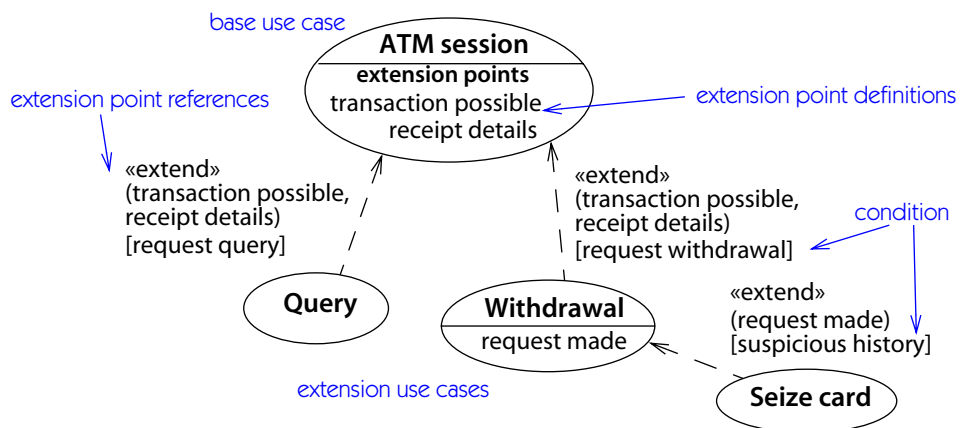 base use case
ATM session
extension points
transaction possible
receipt details
extension point references
extension point definitions
«extend»
(transaction possible,
receipt details)
[request query]
«extend»
(transaction possible,
receipt details)
[request withdrawal]
condition
Query
Withdrawal
request made
«extend»
(request made)
[suspicious history]
extension use cases
Seize card